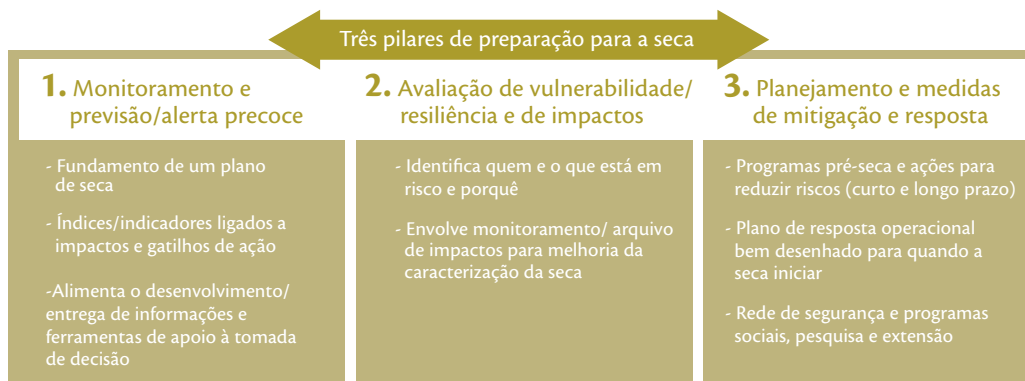 Três pilares de preparação para a seca
1. Monitoramento e
previsão/alerta precoce
- Fundamento de um plano
de seca
- Índices/indicadores ligados a
impactos e gatilhos de ação
-Alimenta o desenvolvimento/
entrega de informações e
ferramentas de apoio à tomada
de decisão
2. Avaliação de vulnerabilidade/
resiliência e de impactos
- Identifica quem e o que está em
risco e porquê
- Envolve monitoramento/ arquivo
de impactos para melhoria da
caracterização da seca
3. Planejamento e medidas
de mitigação e resposta
- Programas pré-seca e ações para
reduzir riscos (curto e longo prazo)
- Plano de resposta operacional
bem desenhado para quando a
seca iniciar
- Rede de segurança e programas
sociais, pesquisa e extensão